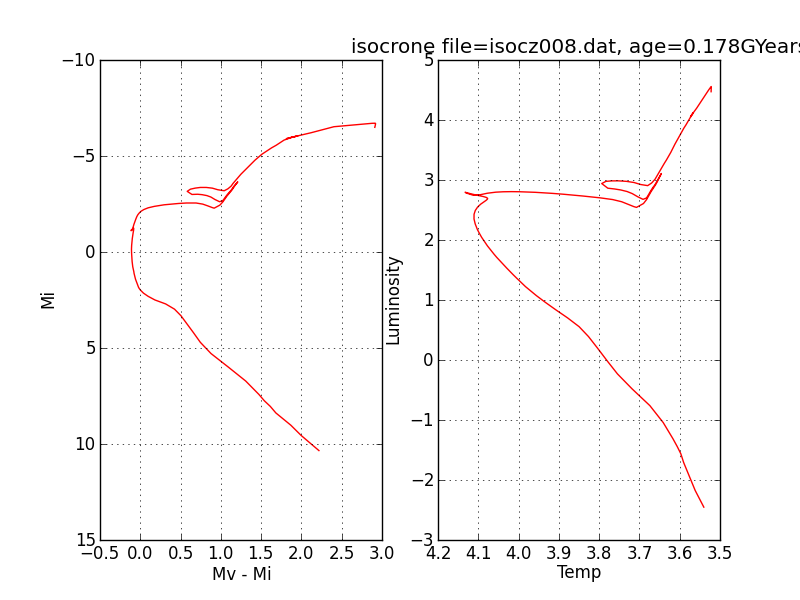 isocrone file=isocz008.dat, age=0.178GYears
−10
−5
0
5
10
15
−0.5 0.0 0.5 1.0 1.5 2.0 2.5 3.0
Mv - Mi
Mi
5
4
3
2
1
0
−1
−2
−3
4.2 4.1 4.0 3.9 3.8 3.7 3.6 3.5
Temp
Luminosity